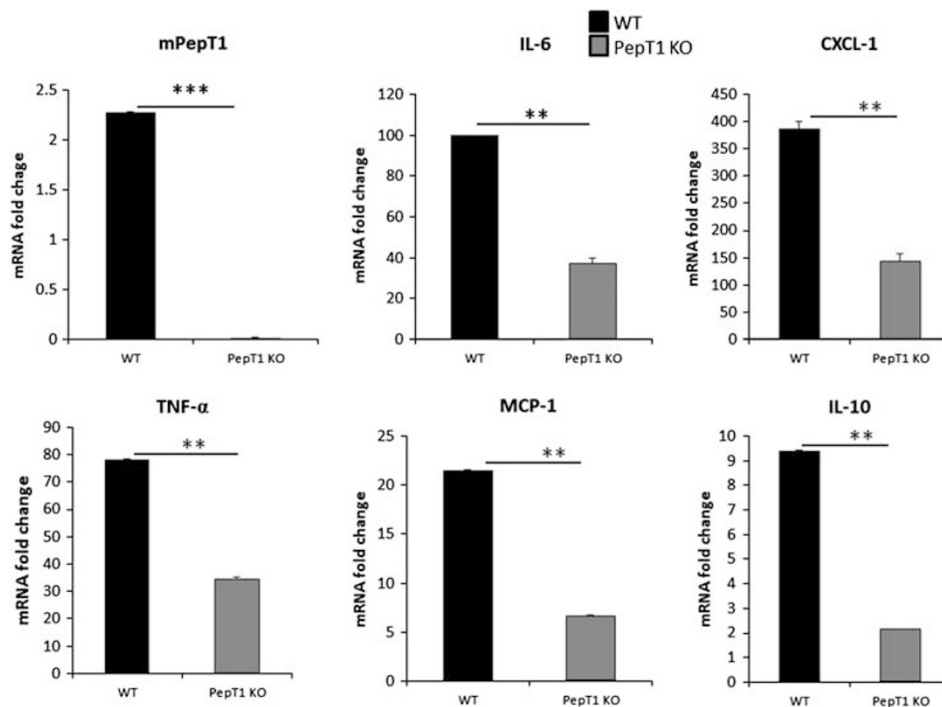 WT
PepT1 KO
mPepT1
mRNA fold chage
2.5
2
1.5
1
0.5
0
***
WT
PepT1 KO
IL-6
mRNA fold change
120
100
80
60
40
20
0
**
WT
PepT1 KO
CXCL-1
mRNA fold change
450
400
350
300
250
200
150
100
50
0
**
WT
PepT1 KO
TNF-α
mRNA fold change
90
80
70
60
50
40
30
20
10
0
**
WT
PepT1 KO
MCP-1
mRNA fold change
25
20
15
10
5
0
**
WT
PepT1 KO
IL-10
mRNA fold change
10
9
8
7
6
5
4
3
2
1
0
**
WT
PepT1 KO